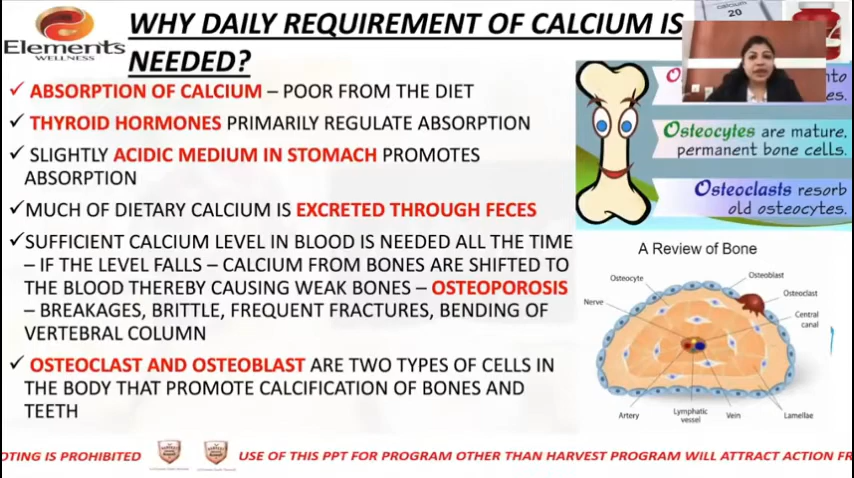 WHY DAILY REQUIREMENT OF CALCIUM IS
NEEDED?
Elements
WELLNESS
✓ ABSORPTION OF CALCIUM – POOR FROM THE DIET
✓ THYROID HORMONES PRIMARILY REGULATE ABSORPTION
✓ SLIGHTLY ACIDIC MEDIUM IN STOMACH PROMOTES
ABSORPTION
✓MUCH OF DIETARY CALCIUM IS EXCRETED THROUGH FECES
✓SUFFICIENT CALCIUM LEVEL IN BLOOD IS NEEDED ALL THE TIME
– IF THE LEVEL FALLS – CALCIUM FROM BONES ARE SHIFTED TO
THE BLOOD THEREBY CAUSING WEAK BONES – OSTEOPOROSIS
– BREAKAGES, BRITTLE, FREQUENT FRACTURES, BENDING OF
VERTEBRAL COLUMN
✓ OSTEOCLAST AND OSTEOBLAST ARE TWO TYPES OF CELLS IN
THE BODY THAT PROMOTE CALCIFICATION OF BONES AND
TEETH
calcium
20
Osteocytes are mature,
permanent bone cells.
Osteoclasts resorb
old osteocytes.
A Review of Bone
Osteocyte
Osteoblast
Osteoclast
Nerve
Central
canal
Artery
Lymphatic
vessel
Vein
Lamellae
OTING IS PROHIBITED
USE OF THIS PPT FOR PROGRAM OTHER THAN HARVEST PROGRAM WILL ATTRACT ACTION FR